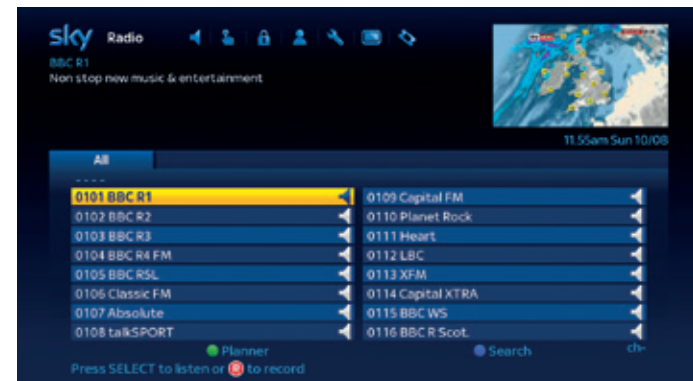 sky Radio
BBC R1
Non stop new music & entertainment
11.55am Sun 10/08
All
0101 BBC R1
0102 BBC R2
0103 BBC R3
0104 BBC R4 FM
0105 BBC R5L
0106 Classic FM
0107 Absolute
0108 talkSPORT
0109 Capital FM
0110 Planet Rock
0111 Heart
0112 LBC
0113 XFM
0114 Capital XTRA
0115 BBC WS
0116 BBC R Scot.
Planner
Search
ch-
Press SELECT to listen or R to record